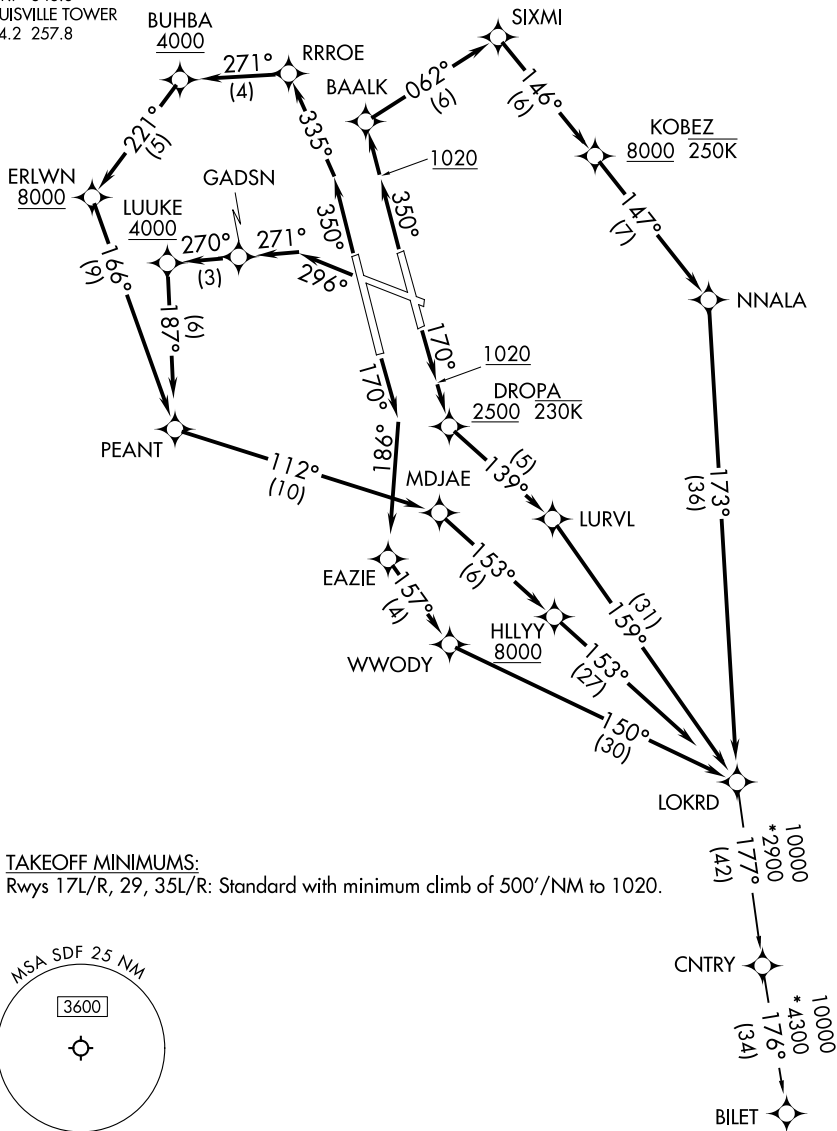 UISVILLE TOWER
4.2 257.8
BUHBA
4000
271°
(4)
RRROE
BAALK
062°
(6)
SIXMI
146°
(6)
KOBEZ
8000 250K
147°
(7)
NNALA
221°
(5)
335°
1020
ERLWN
8000
GADSN
LUUKE
4000
270°
(3)
271°
296°
350°
350°
166°
(9)
187°
(6)
170°
170°
1020
DROPA
2500 230K
186°
PEANT
112°
(10)
MDJAE
(5)
139°
LURVL
173°
(36)
EAZIE
157°
(4)
153°
(6)
HLLYY
8000
(31)
159°
WWODY
153°
(27)
150°
(30)
LOKRD
10000
*2900
177°
(42)
TAKEOFF MINIMUMS:
Rwys 17L/R, 29, 35L/R: Standard with minimum climb of 500'/NM to 1020.
CNTRY
MSA SDF 25 NM
3600
10000
*4300
176°
(34)
BILET